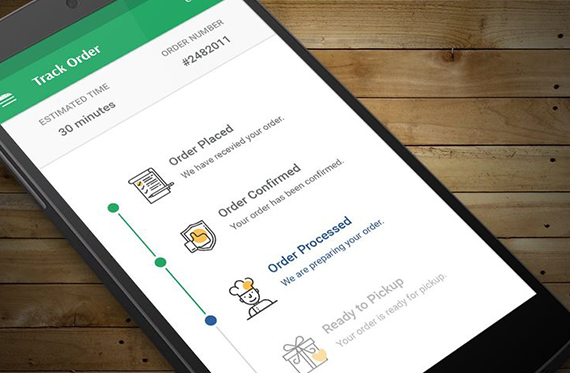 Track Order
ESTIMATED TIME
30 minutes
ORDER NUMBER
#2482011
Order Placed
We have recevied your order.
Order Confirmed
Your order has been confirmed.
Order Processed
We are preparing your order.
Ready to Pickup
Your order is ready for pickup.